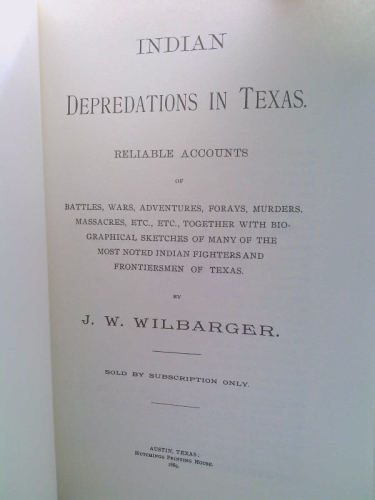 INDIAN
DEPREDATIONS IN TEXAS.
RELIABLE ACCOUNTS
OF
BATTLES, WARS, ADVENTURES, FORAYS, MURDERS,
MASSACRES, ETC., ETC., TOGETHER WITH BIO-
GRAPHICAL SKETCHES OF MANY OF THE
MOST NOTED INDIAN FIGHTERS AND
FRONTIERSMEN OF TEXAS.
BY
J. W. WILBARGER.
SOLD BY SUBSCRIPTION ONLY.
AUSTIN, TEXAS:
HUTCHINGS PRINTING HOUSE.
1889.